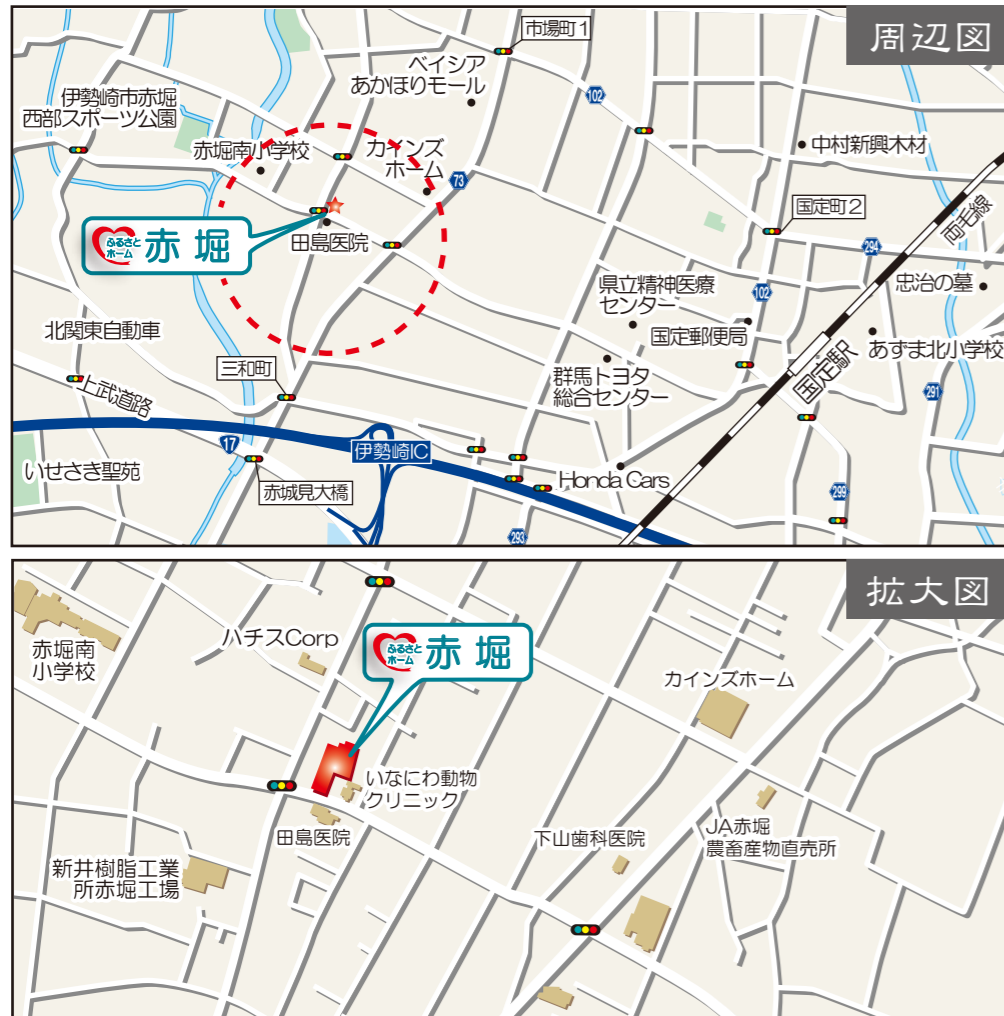 周辺図
市場町1
ベイシア
あかほりモール
伊勢崎市赤堀
西部スポーツ公園
102
赤堀南小学校
カインズ
ホーム
中村新興木材
73
国定町2
両毛線
ふるさと
ホーム
赤堀
田島医院
294
県立精神医療
センター
102
忠治の墓
北関東自動車
国定郵便局
あずま北小学校
三和町
群馬トヨタ
総合センター
国定駅
上武道路
291
17
伊勢崎IC
いせさき聖苑
赤城見大橋
Honda Cars
299
293
拡大図
赤堀南
小学校
ハチスCorp
ふるさと
ホーム
赤堀
カインズホーム
いなにわ動物
クリニック
田島医院
下山歯科医院
JA赤堀
農畜産物直売所
新井樹脂工業
所赤堀工場